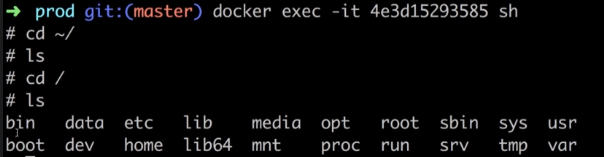 ➜ prod git:(master) docker exec -it 4e3d15293585 sh
# cd ~/
# ls
# cd /
# ls
bin data etc lib media opt root sbin sys usr
boot dev home lib64 mnt proc run srv tmp var